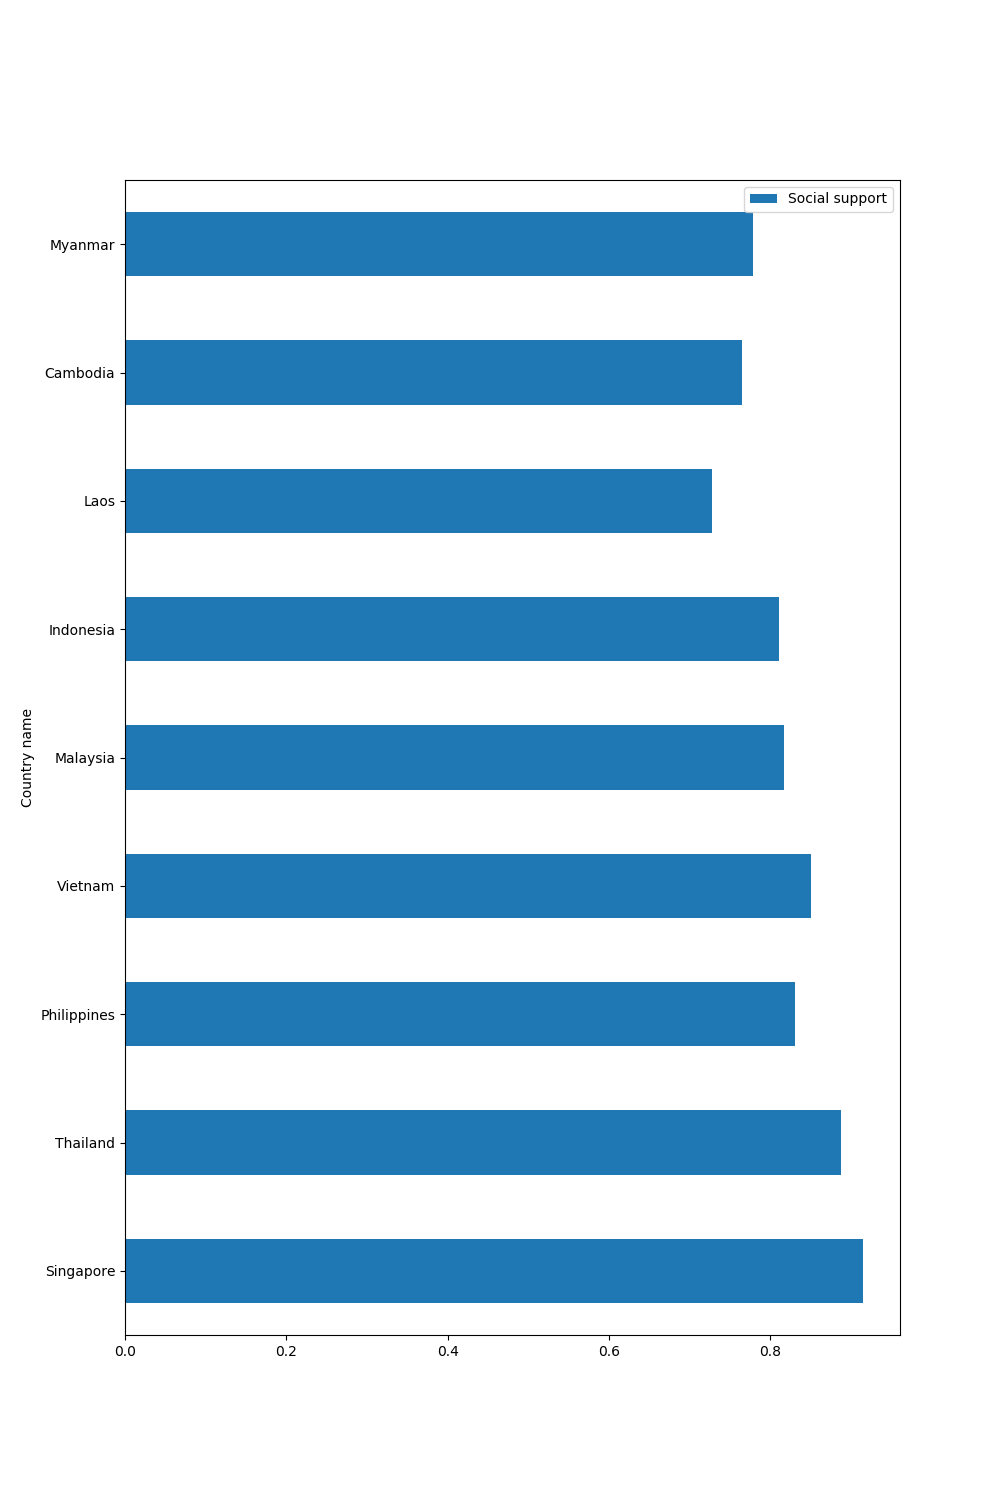 Social support
Myanmar
Cambodia
Laos
Indonesia
Malaysia
Vietnam
Philippines
Thailand
Singapore
Country name
0.0 0.2 0.4 0.6 0.8